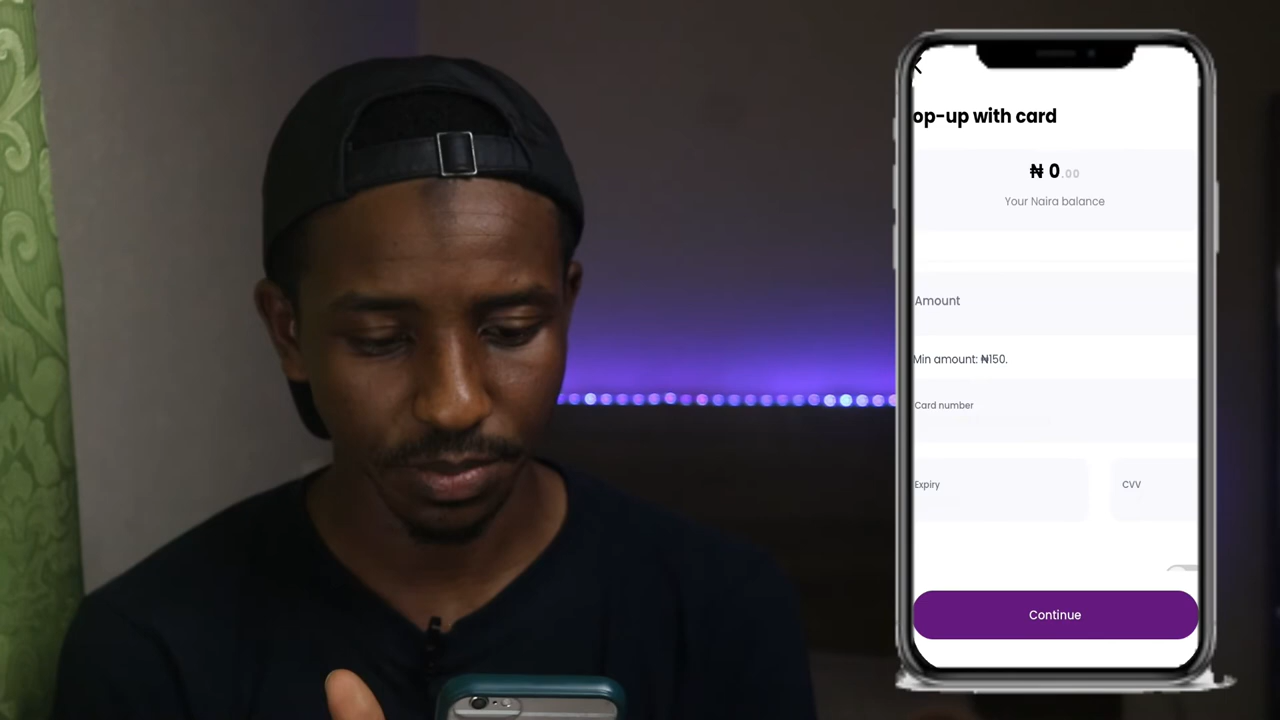 op-up with card
₦ 0.00
Your Naira balance
Amount
Min amount: ₦150.
Card number
Expiry
CVV
Continue